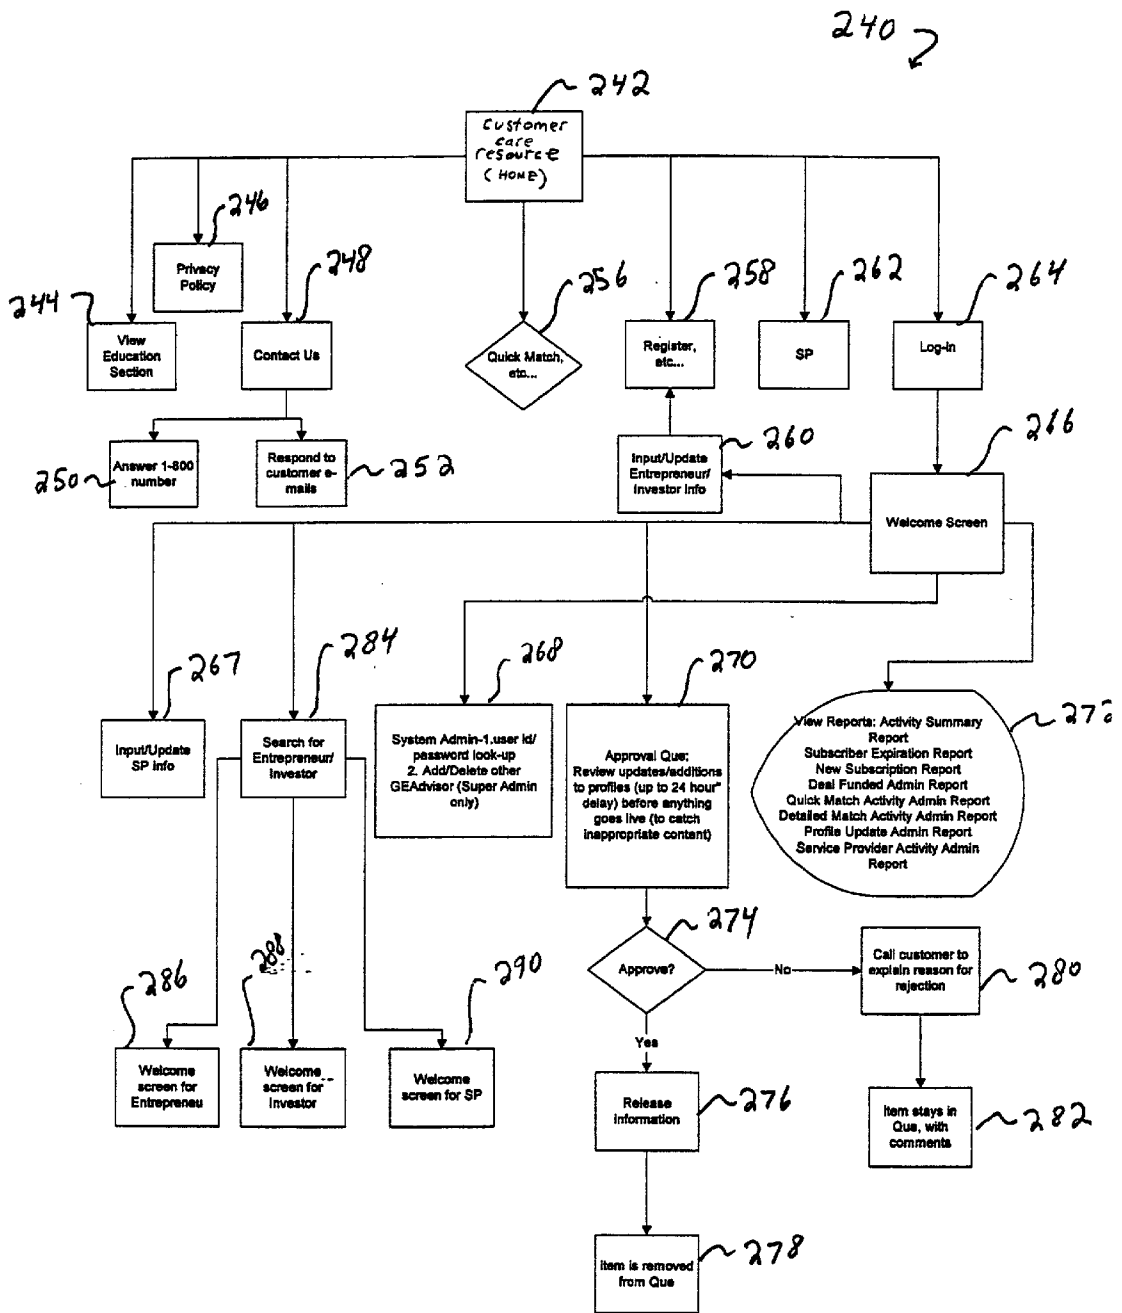 240
242
Customer
care
resource
(HOME)
246
Privacy
Policy
248
244
View
Education
Section
Contact Us
256
Quick Match,
etc...
258
Register,
etc...
262
SP
264
Log-in
250
Answer 1-800
number
Respond to
customer e-
mails
252
260
Input/Update
Entrepreneur/
Investor Info
266
Welcome Screen
267
Input/Update
SP Info
284
Search for
Entrepreneur/
Investor
268
System Admin-1.user id/
password look-up
2. Add/Delete other
GEAdvisor (Super Admin
only)
270
Approval Que:
Review updates/additions
to profiles (up to 24 hour"
delay) before anything
goes live (to catch
inappropriate content)
View Reports: Activity Summary
Report
Subscriber Expiration Report
New Subscription Report
Deal Funded Admin Report
Quick Match Activity Admin Report
Detailed Match Activity Admin Report
Profile Update Admin Report
Service Provider Activity Admin
Report
274
Approve?
No
Yes
Call customer to
explain reason for
rejection
280
286
Welcome
screen for
Entrepreneu
288
Welcome
screen for
Investor
290
Welcome
screen for SP
Release
information
276
Item stays in
Que, with
comments
282
Item is removed
from Que
278